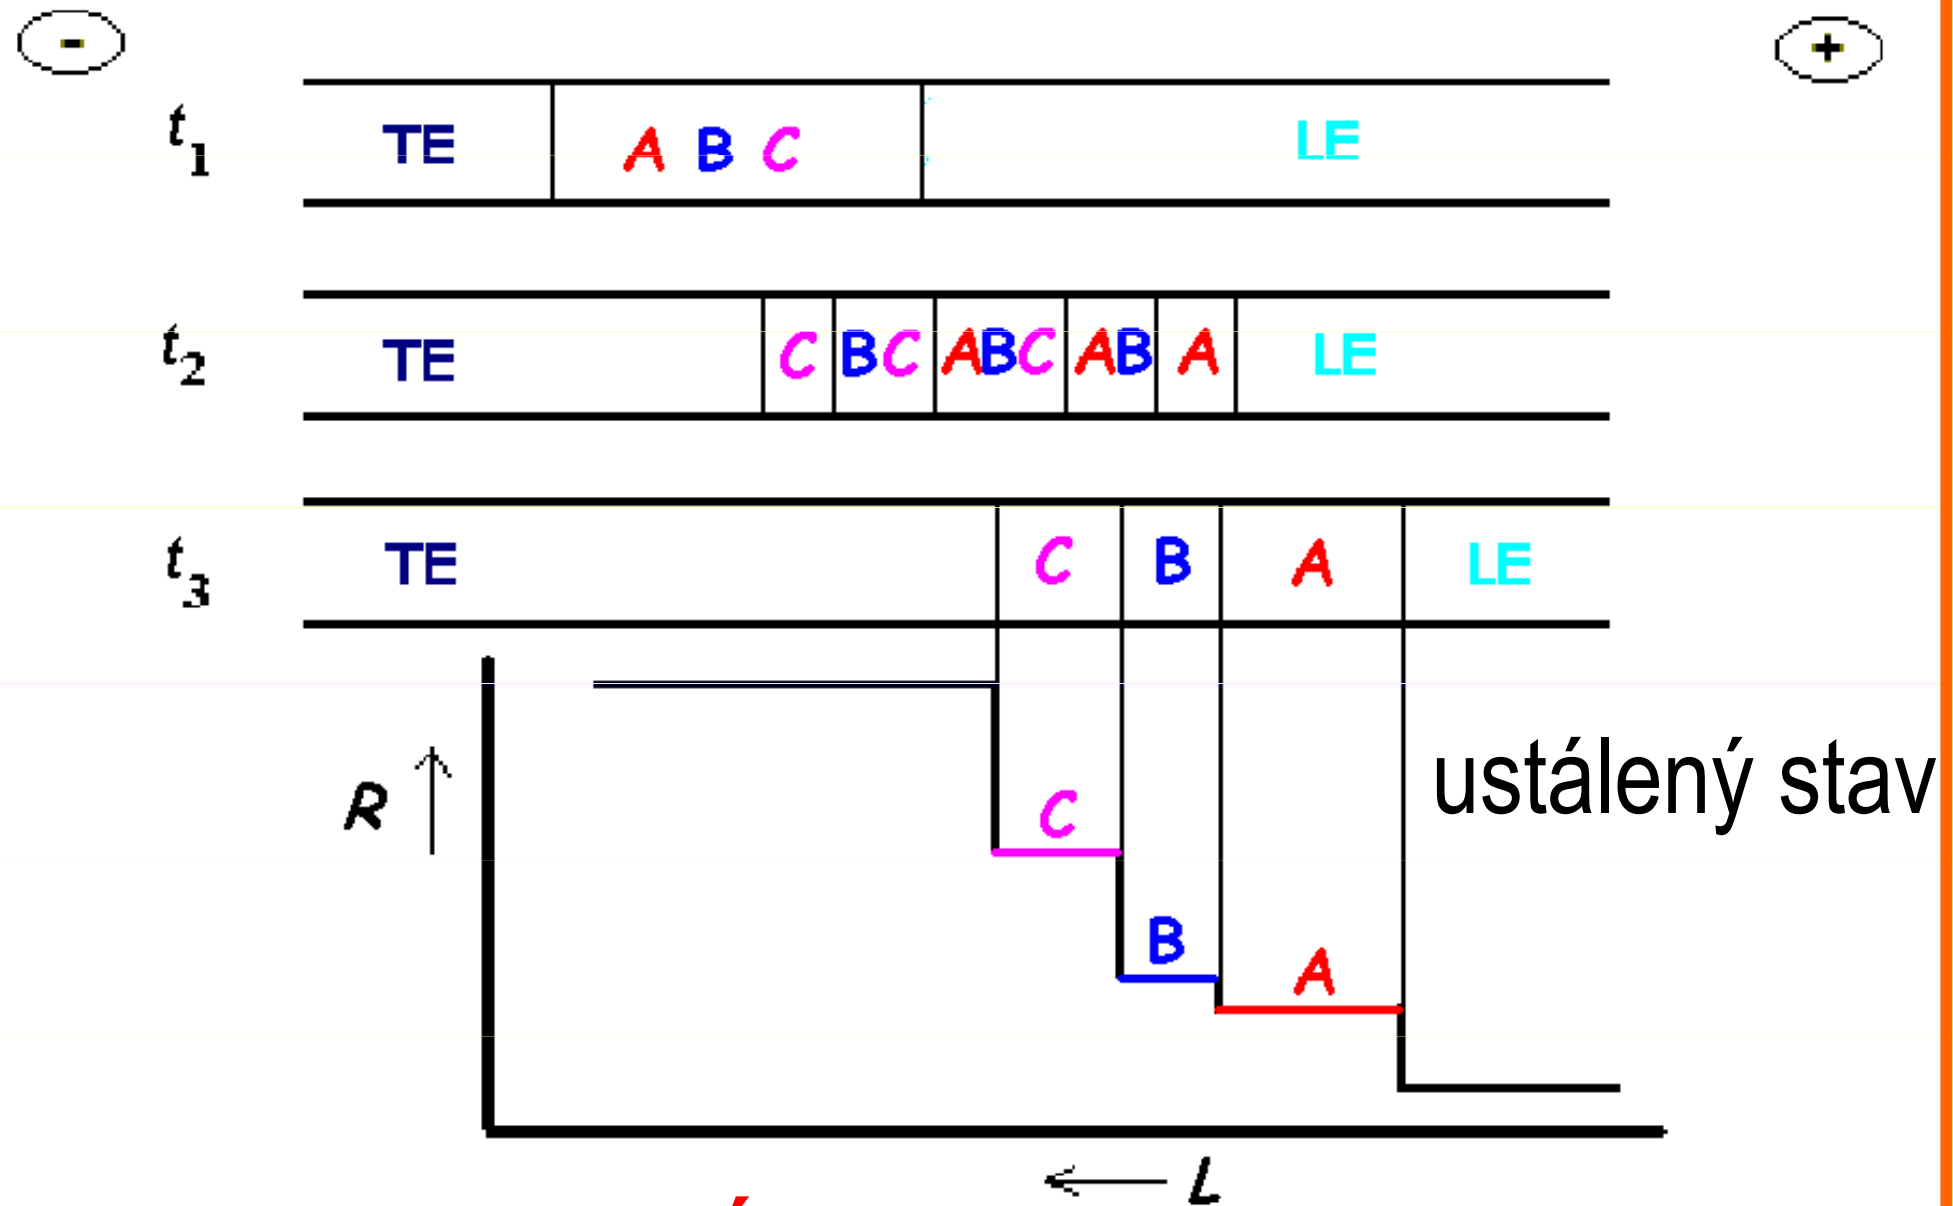 - +
t1 TE A B C LE
t2 TE C BC ABC AB A LE
t3 TE C B A LE
R
C
ustálený stav
B
A
L